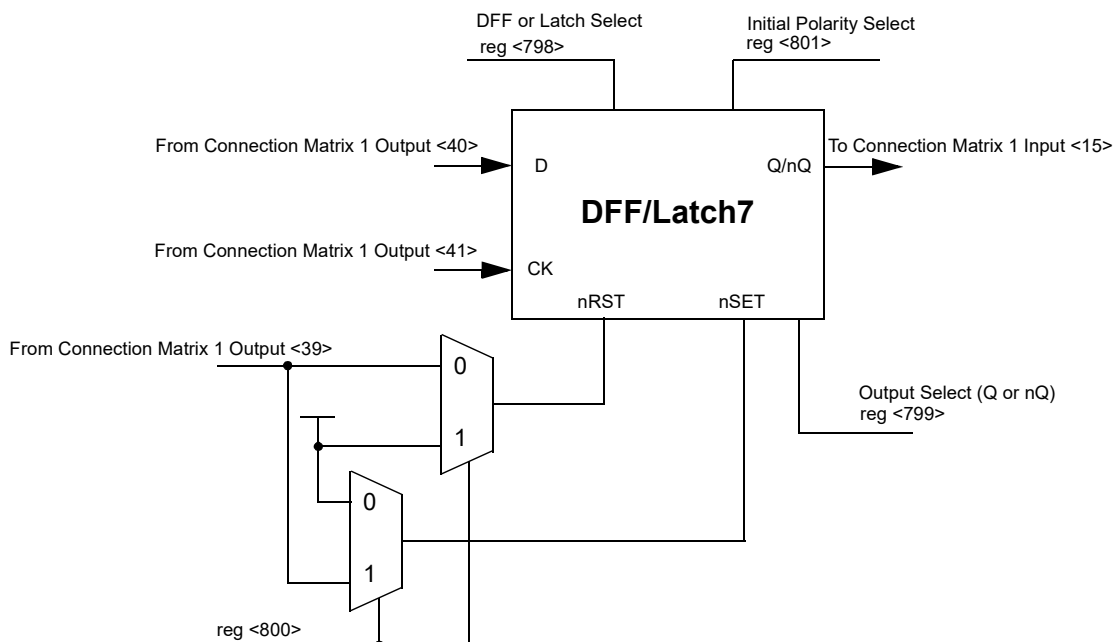 DFF or Latch Select
reg <798>
Initial Polarity Select
reg <801>
From Connection Matrix 1 Output <40>
D
Q/nQ
To Connection Matrix 1 Input <15>
DFF/Latch7
From Connection Matrix 1 Output <41>
CK
nRST
nSET
From Connection Matrix 1 Output <39>
0
1
Output Select (Q or nQ)
reg <799>
0
1
reg <800>